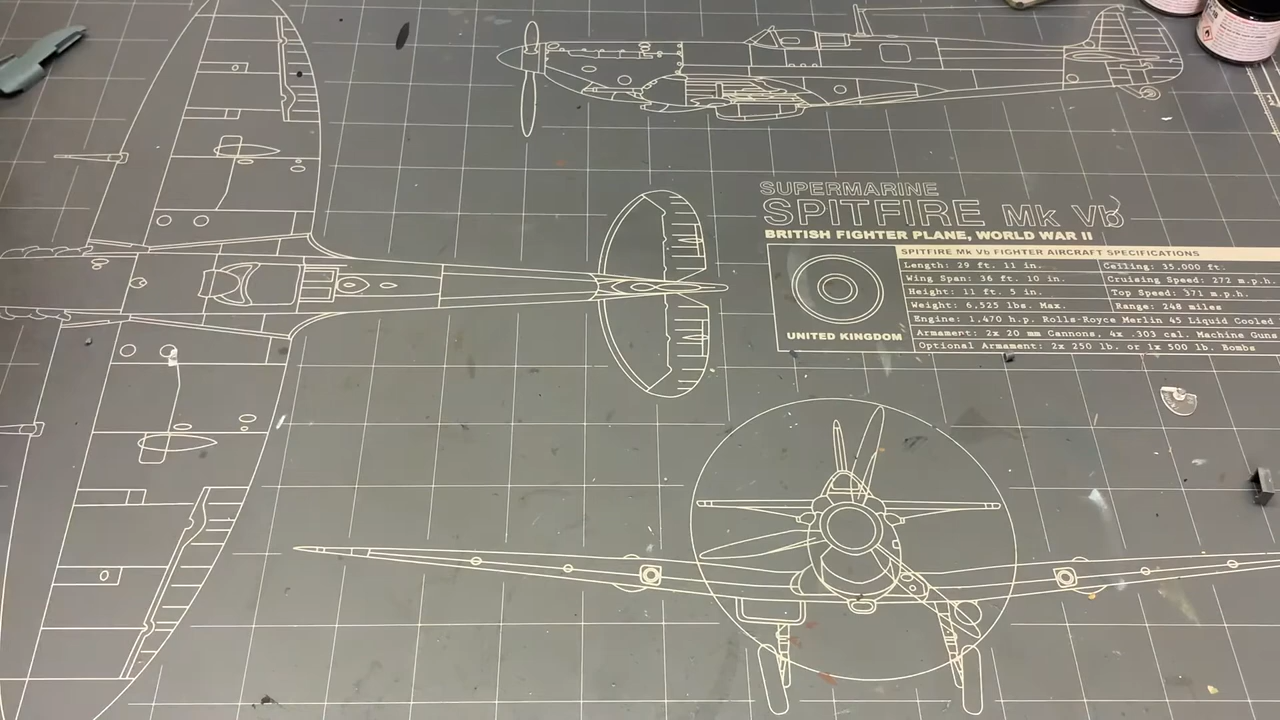 SUPERMARINE
SPITFIRE Mk Vb
BRITISH FIGHTER PLANE, WORLD WAR II
SPITFIRE Mk Vb FIGHTER AIRCRAFT SPECIFICATIONS
Length: 29 ft. 11 in. Ceiling: 35,000 ft.
Wing Span: 36 ft. 10 in. Cruising Speed: 272 m.p.h.
Height: 11 ft. 5 in. Top Speed: 371 m.p.h.
Weight: 6,525 lbs. Max. Range: 248 miles
Engine: 1,470 h.p. Rolls-Royce Merlin 45 Liquid Cooled
Armament: 2x 20 mm Cannons, 4x .303 cal. Machine Guns
Optional Armament: 2x 250 lb. or 1x 500 lb. Bombs
UNITED KINGDOM